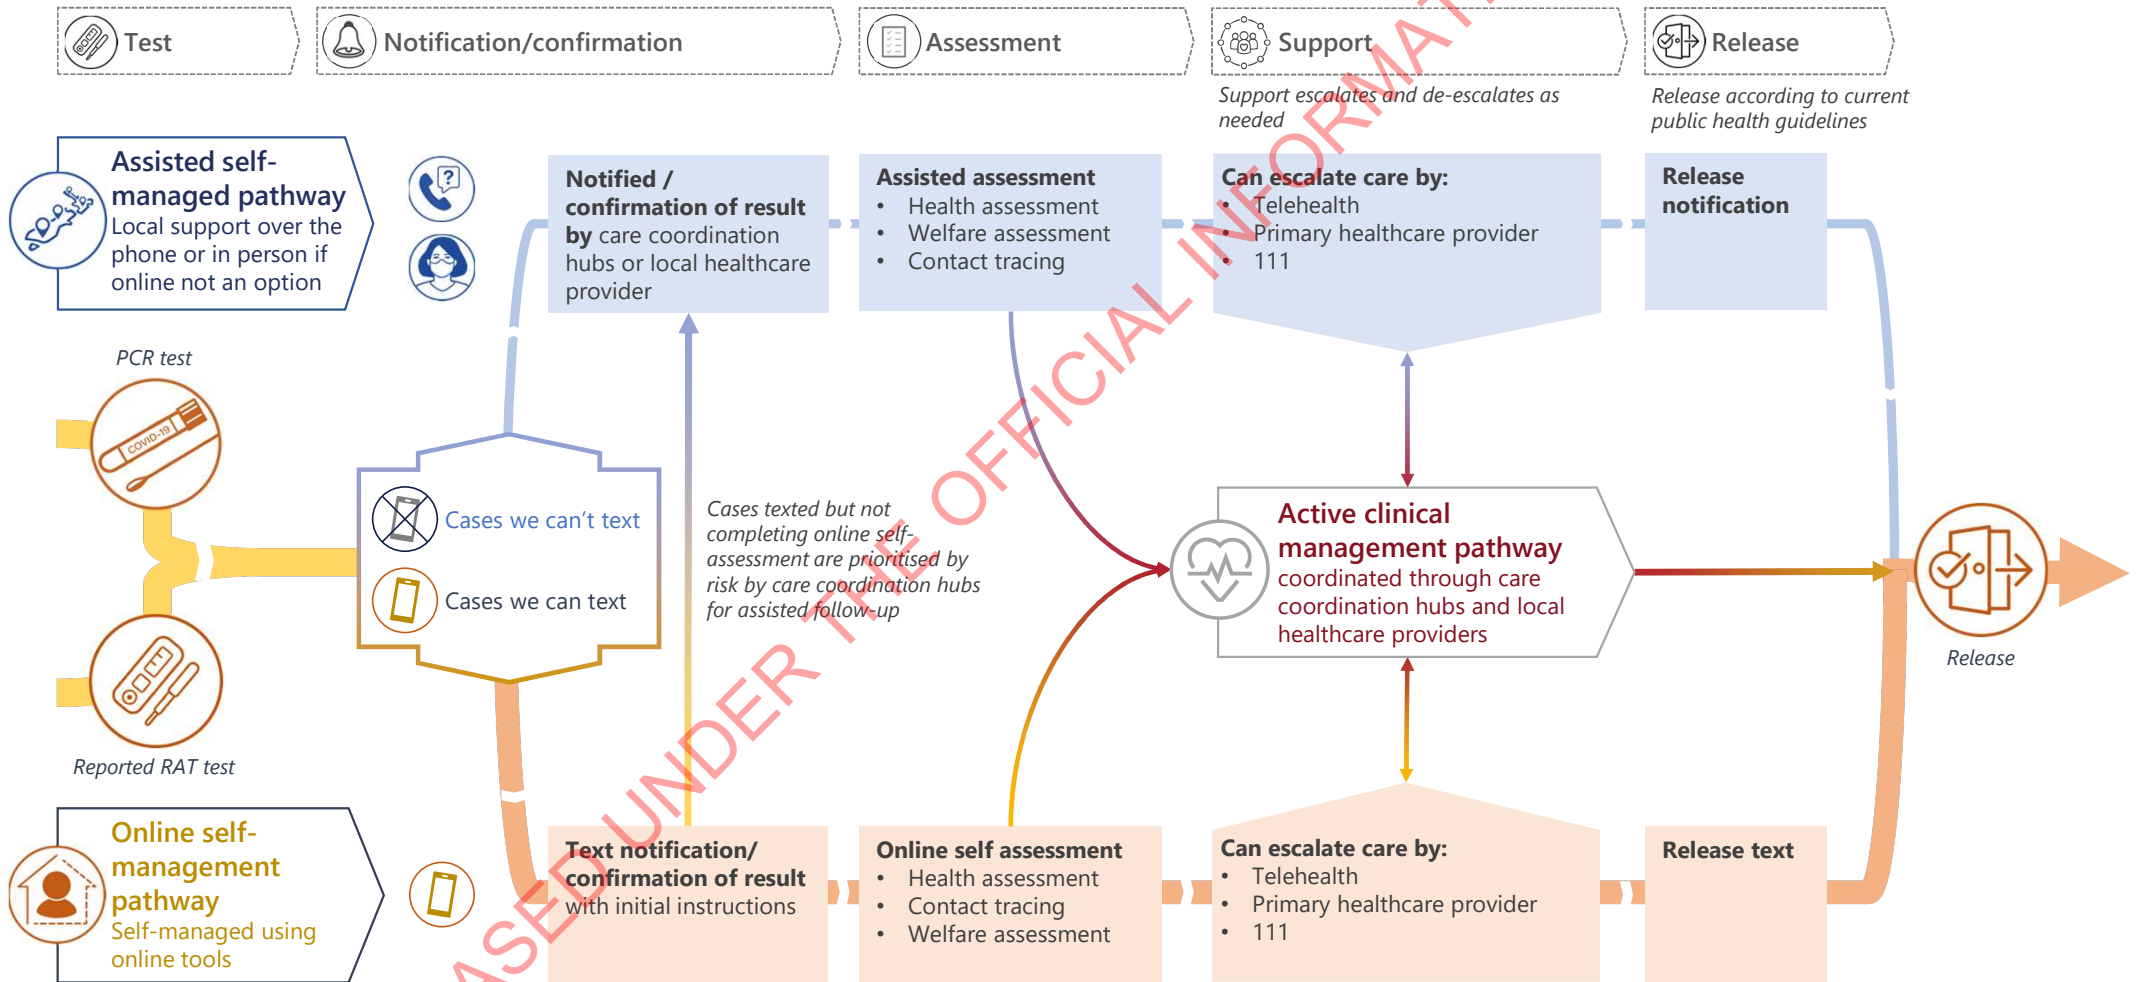 Test
Notification/confirmation
Assessment
Support
Release
Support escalates and de-escalates as
needed
Release according to current
public health guidelines
Assisted self-
managed pathway
Local support over the
phone or in person if
online not an option
Notified /
confirmation of result
by care coordination
hubs or local healthcare
provider
Assisted assessment
• Health assessment
• Welfare assessment
• Contact tracing
Can escalate care by:
• Telehealth
• Primary healthcare provider
• 111
Release
notification
PCR test
COVID-19
Cases we can't text
Cases we can text
Cases texted but not
completing online self-
assessment are prioritised by
risk by care coordination hubs
for assisted follow-up
Active clinical
management pathway
coordinated through care
coordination hubs and local
healthcare providers
Release
Reported RAT test
Online self-
management
pathway
Self-managed using
online tools
Text notification/
confirmation of result
with initial instructions
Online self assessment
• Health assessment
• Contact tracing
• Welfare assessment
Can escalate care by:
• Telehealth
• Primary healthcare provider
• 111
Release text
ASED UNDER THE OFFICIAL INFORMAT